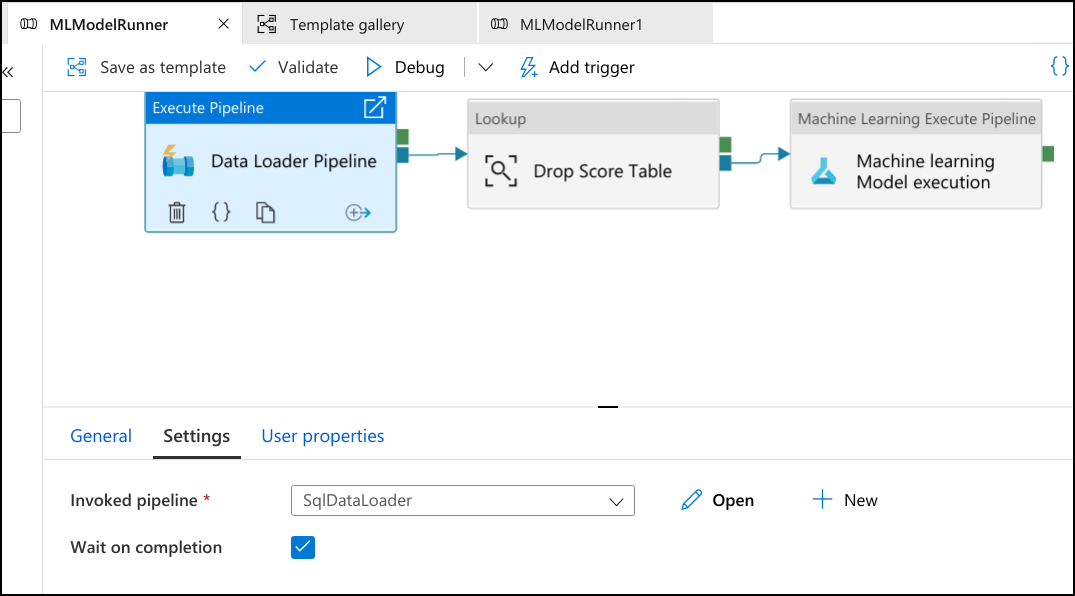 MLModelRunner
Template gallery
MLModelRunner1
Save as template
Validate
Debug
Add trigger
Execute Pipeline
Data Loader Pipeline
Lookup
Drop Score Table
Machine Learning Execute Pipeline
Machine learning
Model execution
General
Settings
User properties
Invoked pipeline *
SqlDataLoader
Open
New
Wait on completion